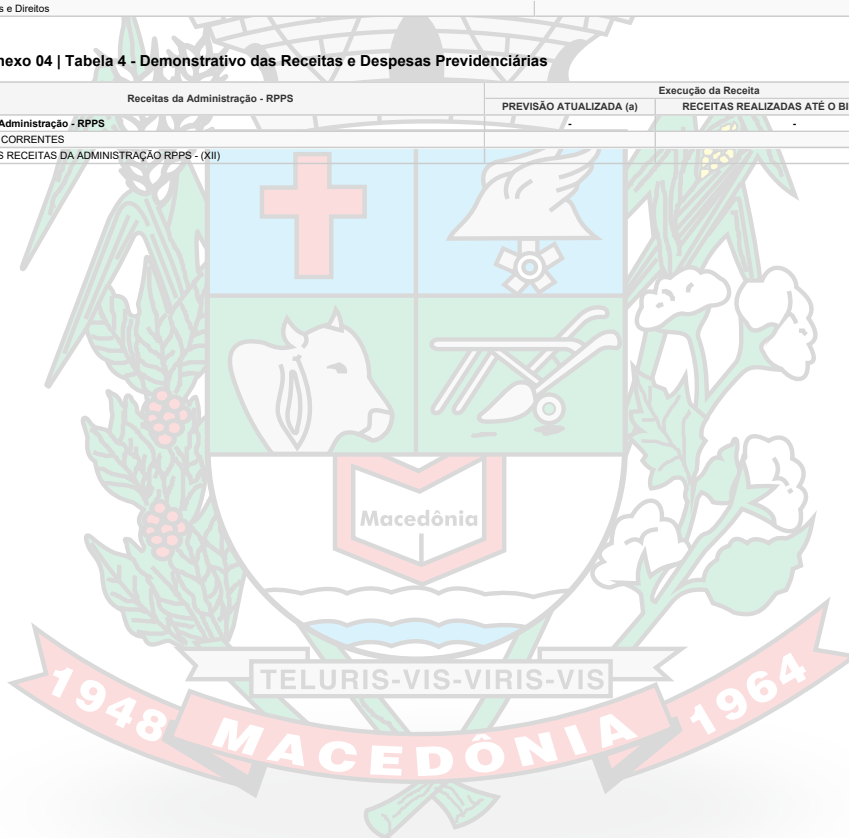 s e Direitos
nexo 04 | Tabela 4 - Demonstrativo das Receitas e Despesas Previdenciárias
Receitas da Administração - RPPS
Execução da Receita
PREVISÃO ATUALIZADA (a)
RECEITAS REALIZADAS ATÉ O BI
Administração - RPPS
-
-
CORRENTES
S RECEITAS DA ADMINISTRAÇÃO RPPS - (XII)
Macedônia
TELURIS-VIS-VIRIS-VIS
1948
MACEDÔNIA
1964